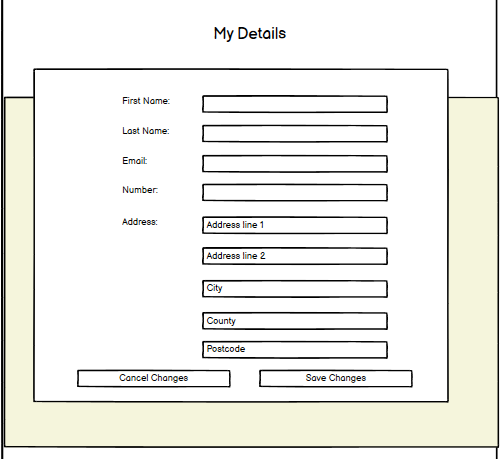 My Details
First Name:
Last Name:
Email:
Number:
Address:
Address line 1
Address line 2
City
County
Postcode
Cancel Changes
Save Changes